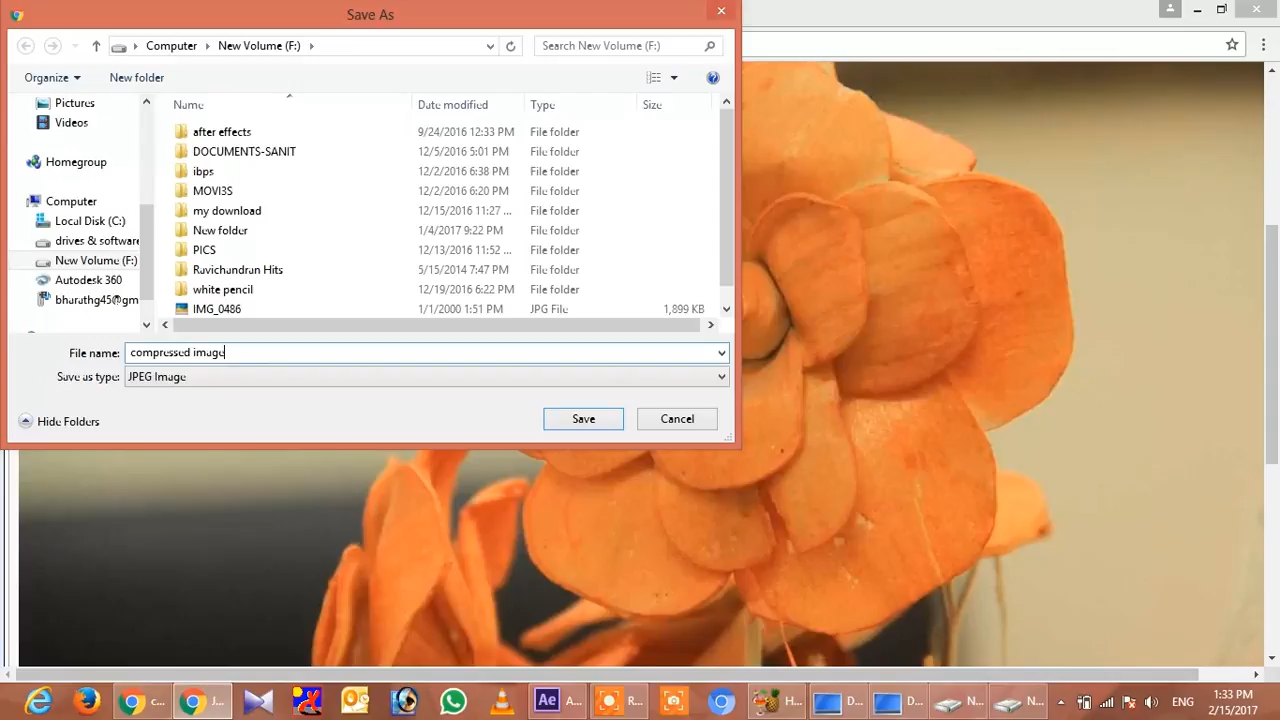 Save As
Computer New Volume (F:)
Search New Volume (F:)
Organize New folder
Name Date modified Type Size
Pictures
Videos
Homegroup
Computer
Local Disk (C:)
drives & software
New Volume (F:)
Autodesk 360
bharathg45@gm
after effects 9/24/2016 12:33 PM File folder
DOCUMENTS-SANIT 12/5/2016 5:01 PM File folder
ibps 12/2/2016 6:38 PM File folder
MOVI3S 12/2/2016 6:20 PM File folder
my download 12/15/2016 11:27 ... File folder
New folder 1/4/2017 9:22 PM File folder
PICS 12/13/2016 11:52 ... File folder
Ravichandran Hits 5/15/2014 7:47 PM File folder
white pencil 12/19/2016 6:22 PM File folder
IMG_0486 1/1/2000 1:51 PM JPG File 1,899 KB
File name: compressed image
Save as type: JPEG Image
Hide Folders Save Cancel
c... J... Ae A... R... H... D... D... N... N... ENG
1:33 PM
2/15/2017